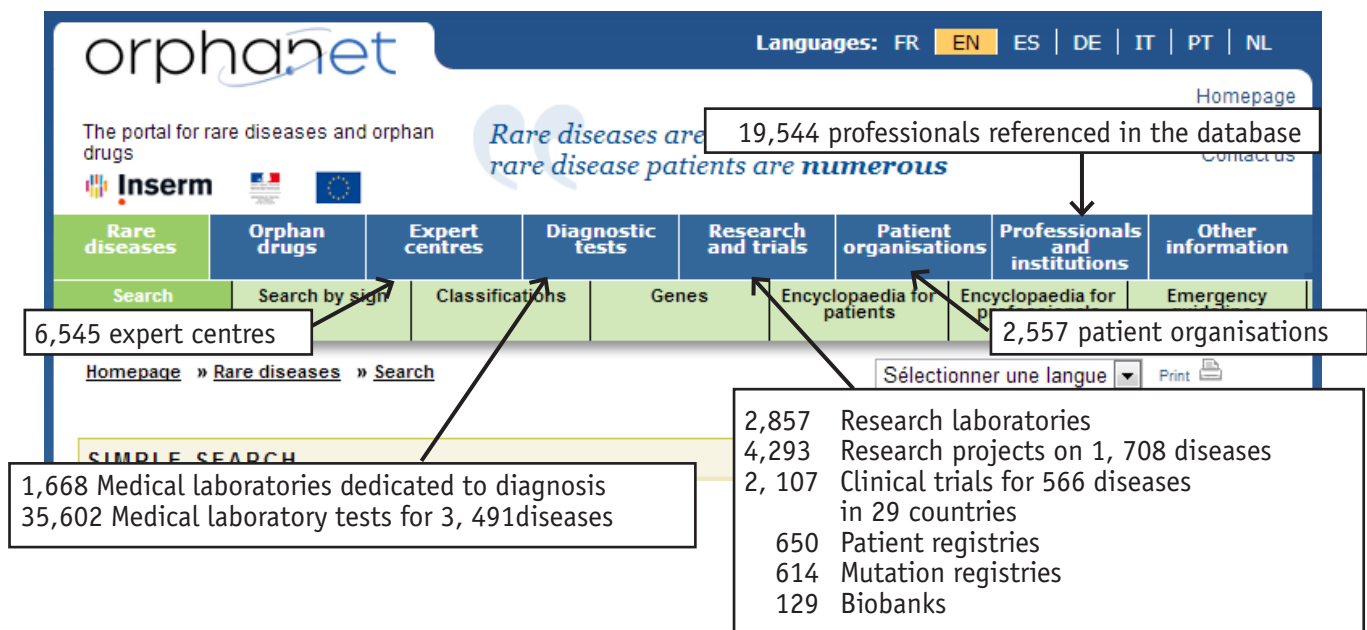 orphanet
Languages: FR | EN | ES | DE | IT | PT | NL
Homepage
The portal for rare diseases and orphan
drugs
Rare diseases are
rare disease patients are numerous
19,544 professionals referenced in the database
Contact us
Inserm
Rare
diseases
Orphan
drugs
Expert
centres
Diagnostic
tests
Research
and trials
Patient
organisations
Professionals
and
institutions
Other
information
Search
Search by sign
Classifications
Genes
Encyclopaedia for
patients
Encyclopaedia for
Emergency
6,545 expert centres
2,557 patient organisations
Homepage » Rare diseases » Search
Sélectionner une langue
Print
SIMPLE SEARCH
1,668 Medical laboratories dedicated to diagnosis
35,602 Medical laboratory tests for 3, 491diseases
2,857 Research laboratories
4,293 Research projects on 1, 708 diseases
2, 107 Clinical trials for 566 diseases
in 29 countries
650 Patient registries
614 Mutation registries
129 Biobanks